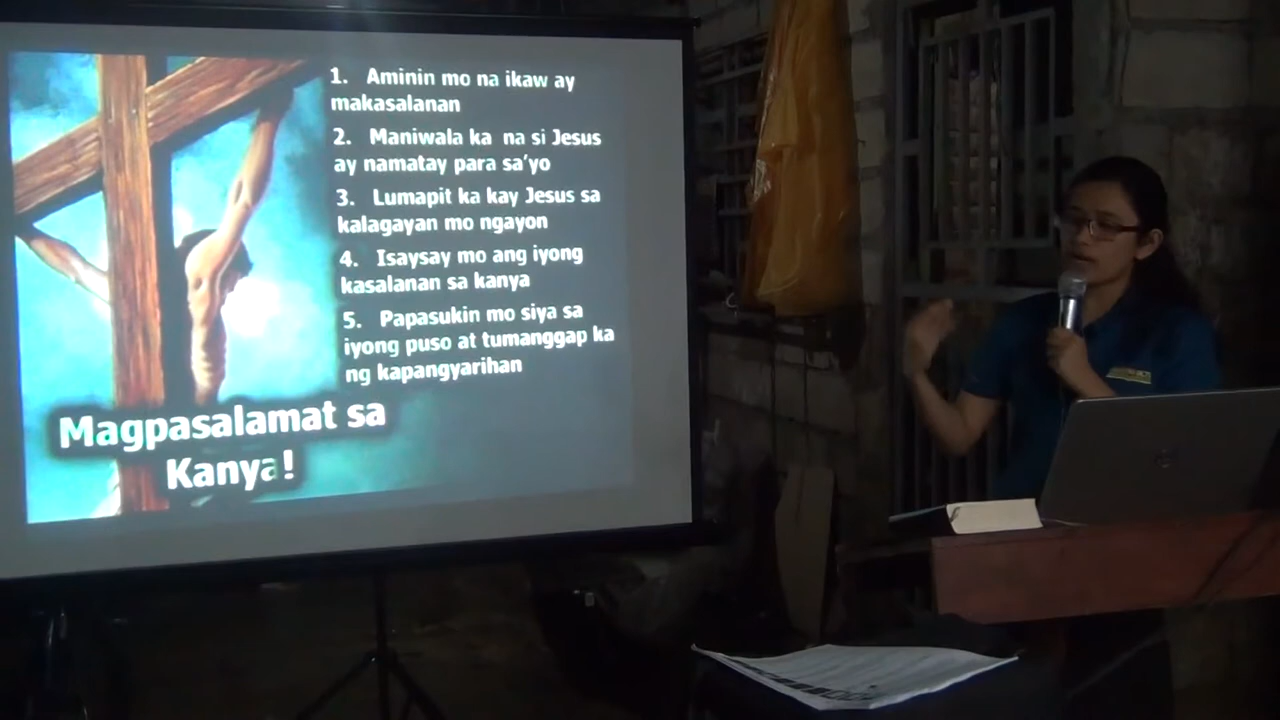 1. Aminin mo na ikaw ay
makasalanan
2. Maniwala ka na si Jesus
ay namatay para sa'yo
3. Lumapit ka kay Jesus sa
kalagayan mo ngayon
4. Isaysay mo ang iyong
kasalanan sa kanya
5. Papasukin mo siya sa
iyong puso at tumanggap ka
ng kapangyarihan
Magpasalamat sa
Kanya!